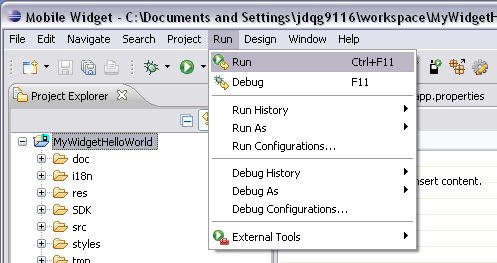 Mobile Widget - C:\Documents and Settings\jdqg9116\workspace\MyWidgetH
File Edit Navigate Search Project Run Design Window Help
Run Ctrl+F11
Debug F11
Run History
Run As
Run Configurations...
Debug History
Debug As
Debug Configurations...
External Tools
Project Explorer
app.properties
nsert content.
MyWidgetHelloWorld
doc
i18n
res
SDK
src
styles
tmp